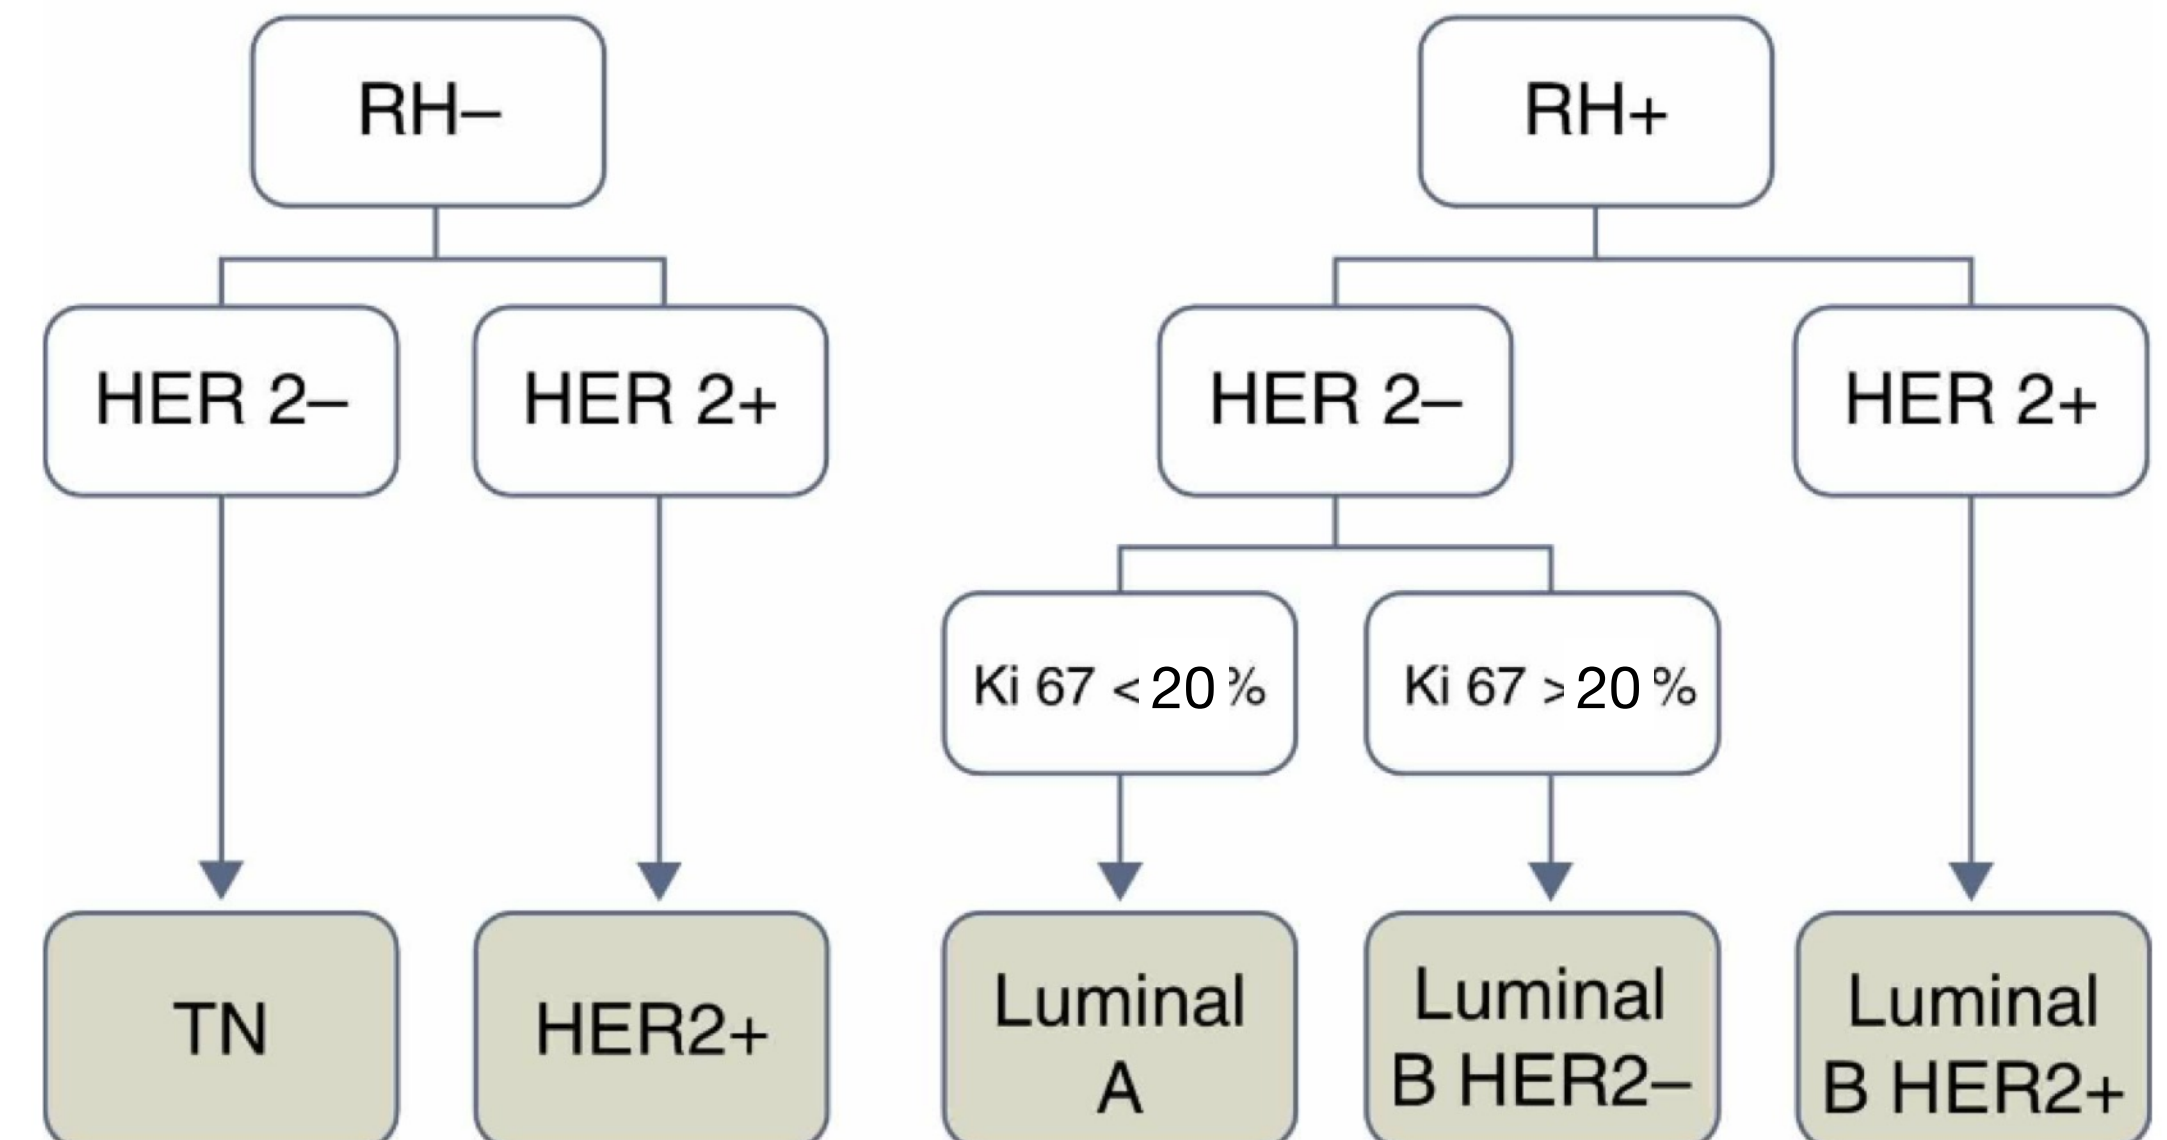 RH–
RH+
HER 2–
HER 2+
HER 2–
HER 2+
Ki 67 < 20 %
Ki 67 > 20 %
TN
HER2+
Luminal
A
Luminal
B HER2–
Luminal
B HER2+